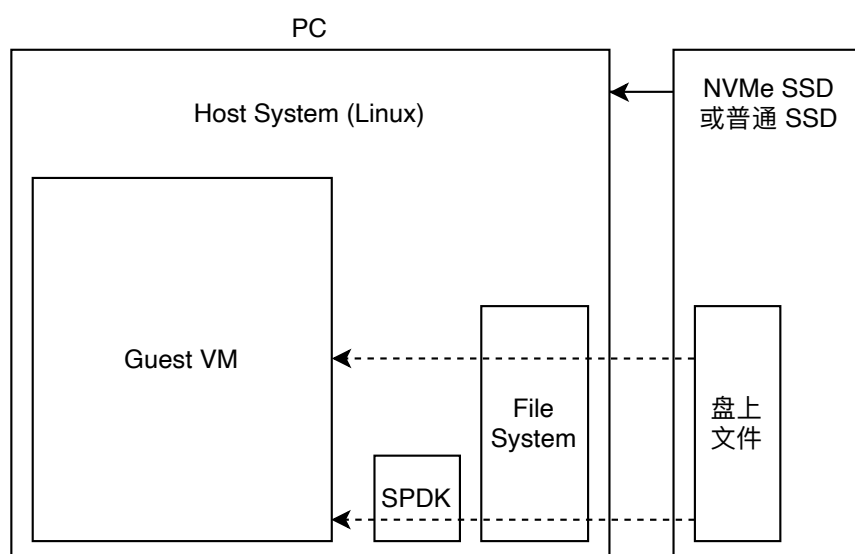 PC
Host System (Linux)
NVMe SSD
或普通 SSD
Guest VM
File
System
盘上
文件
SPDK